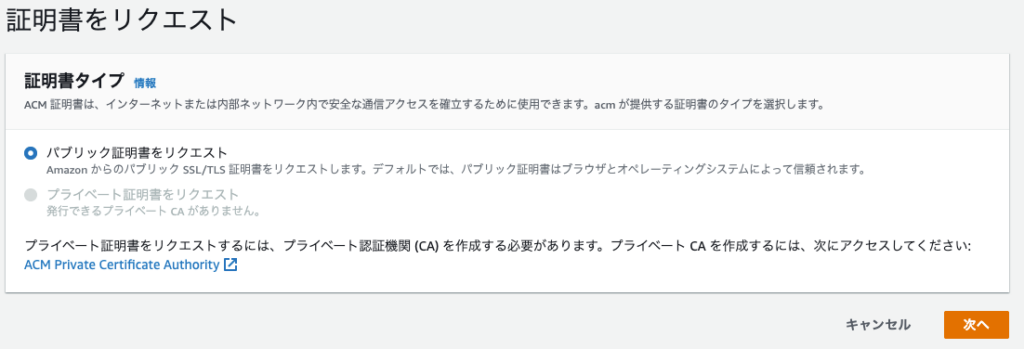 証明書をリクエスト
証明書タイプ 情報
ACM 証明書は、インターネットまたは内部ネットワーク内で安全な通信アクセスを確立するために使用できます。acm が提供する証明書のタイプを選択します。
パブリック証明書をリクエスト
Amazon からのパブリック SSL/TLS 証明書をリクエストします。デフォルトでは、パブリック証明書はブラウザとオペレーティングシステムによって信頼されます。
プライベート証明書をリクエスト
発行できるプライベート CA がありません。
プライベート証明書をリクエストするには、プライベート認証機関 (CA) を作成する必要があります。プライベート CA を作成するには、次にアクセスしてください:
ACM Private Certificate Authority
キャンセル 次へ